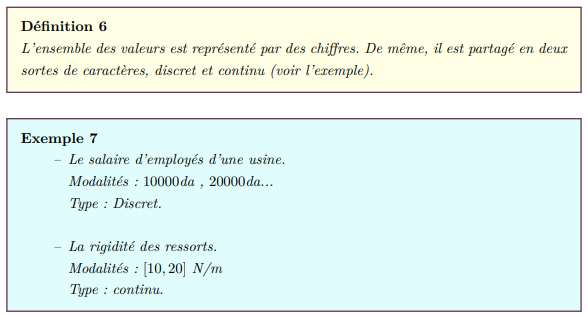 Définition 6
L'ensemble des valeurs est représenté par des chiffres. De même, il est partagé en deux
sortes de caractères, discret et continu (voir l'exemple).
Exemple 7
– Le salaire d'employés d'une usine.
Modalités : 10000da , 20000da...
Type : Discret.
– La rigidité des ressorts.
Modalités : [10, 20] N/m
Type : continu.